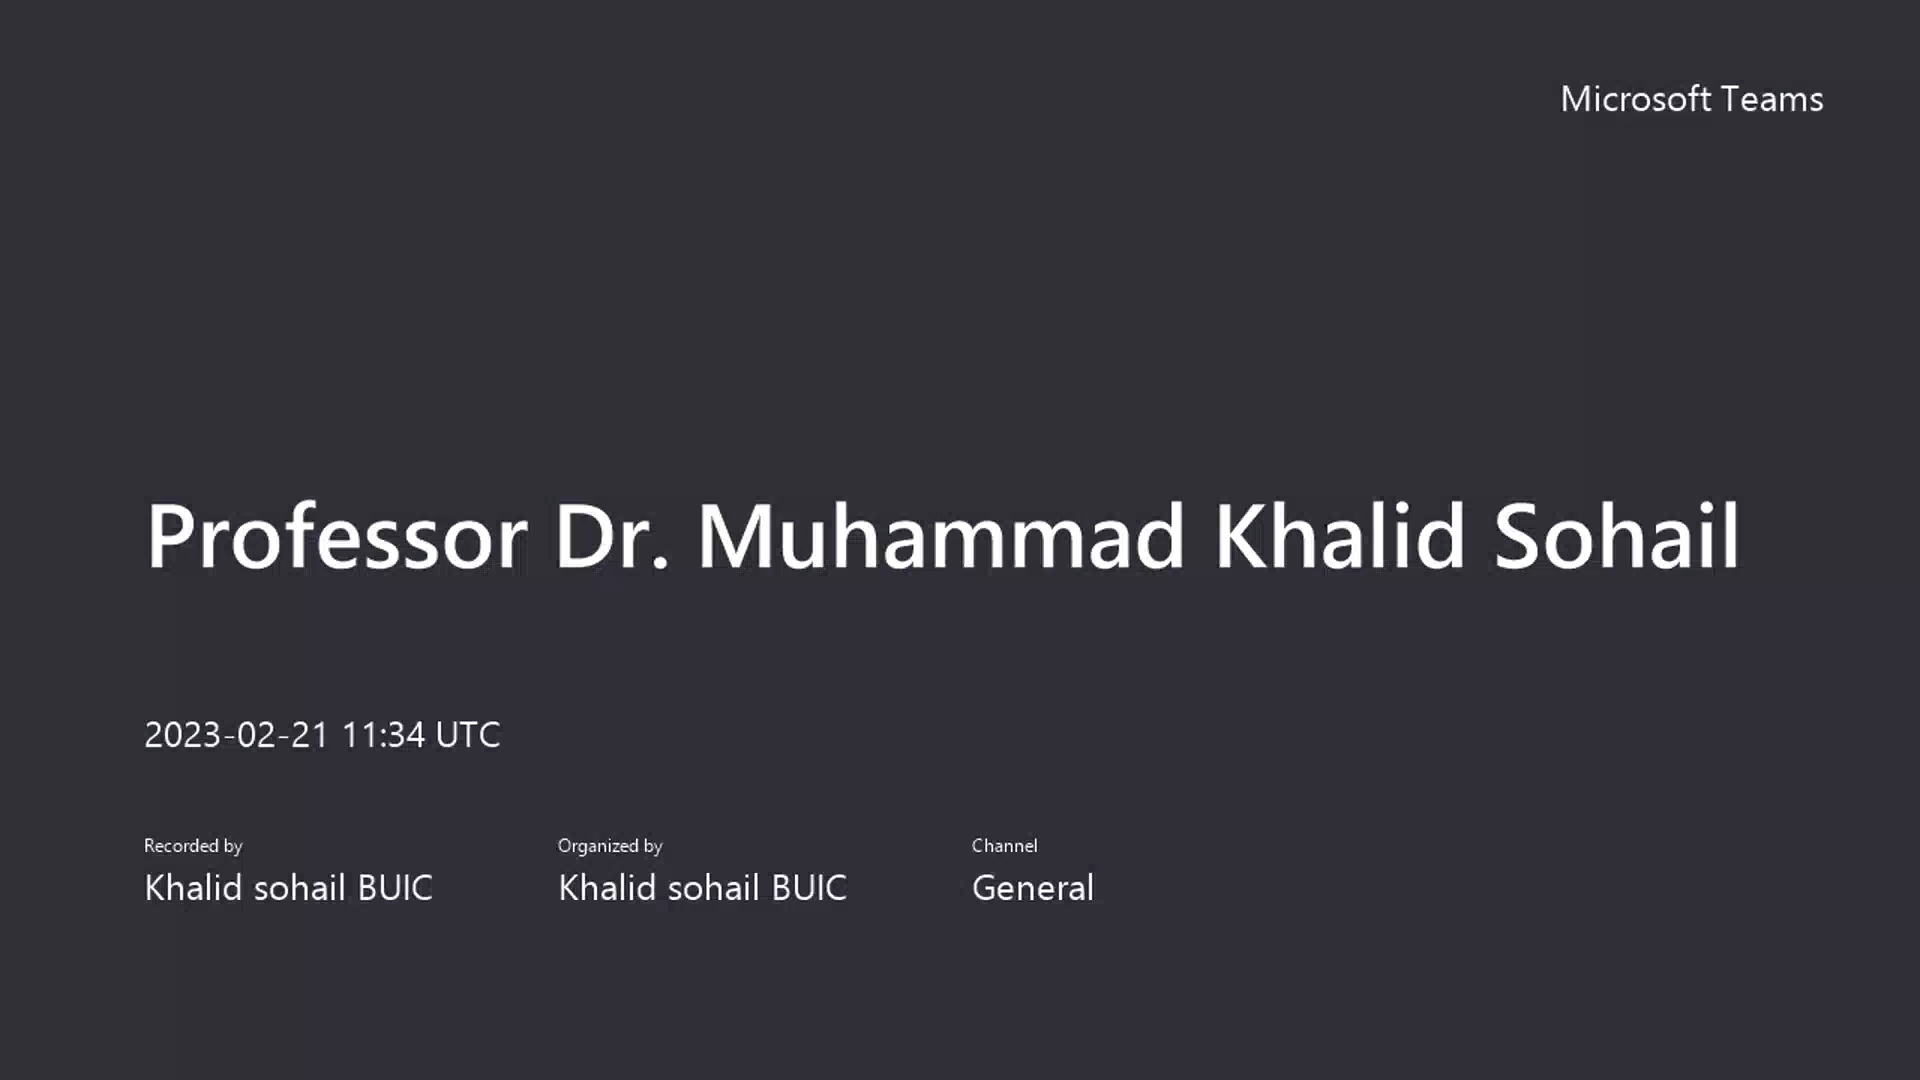 Microsoft Teams
Professor Dr. Muhammad Khalid Sohail
2023-02-21 11:34 UTC
Recorded by
Khalid sohail BUIC
Organized by
Khalid sohail BUIC
Channel
General